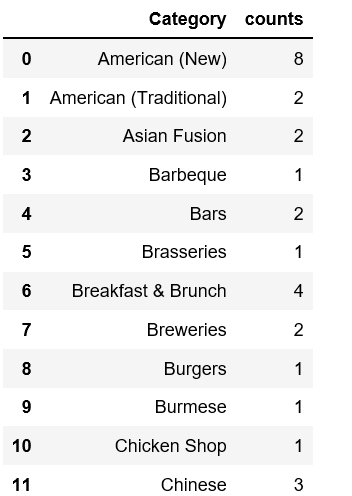 Category counts
0 American (New) 8
1 American (Traditional) 2
2 Asian Fusion 2
3 Barbeque 1
4 Bars 2
5 Brasseries 1
6 Breakfast & Brunch 4
7 Breweries 2
8 Burgers 1
9 Burmese 1
10 Chicken Shop 1
11 Chinese 3